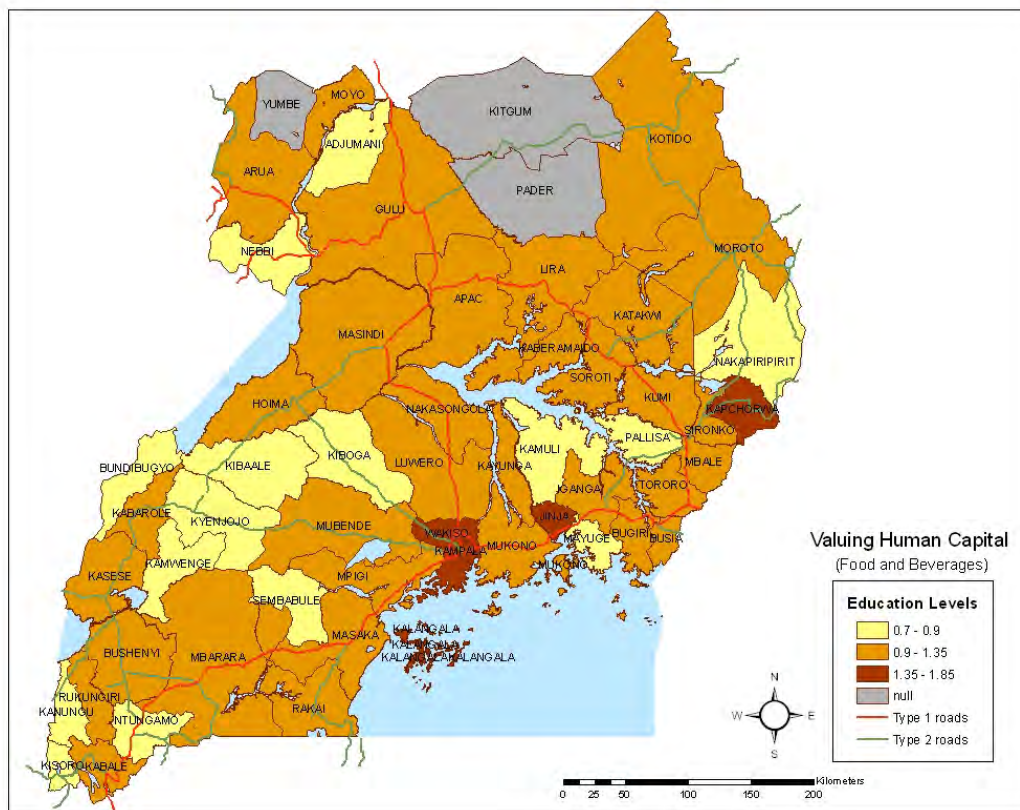 YUMBE
MOYO
KITGUM
ADJUMANI
KOTIDO
ARUA
PADER
GULU
NEBBI
MOROTO
LIRA
APAC
KATAKWI
MASINDI
KABERAMAIDO
NAKAPIRIPIRIT
SOROTI
KUMI
HOIMA
NAKASONGOLA
KAPCHORWA
SIRONKO
PALLISA
KAMULI
KIBOGA
KIBAALE
BUNDIBUGYO
LUWERO
KAYUNGA
MBALE
IGANGA
TORORO
KABAROLE
KYENJOJO
MUBENDE
WAKISO
JINJA
BUGIRI
BUSIA
MAYUGE
KAMPALA
MUKONO
KAMWENGE
KASESE
MPIGI
MUKONO
SEMBABULE
KALANGALA
MASAKA
KALANGALA
KALANGALAKALANGALA
BUSHENYI
MBARARA
RUKUNGIRI
KANUNGU
NTUNGAMO
RAKAI
KISORO
KABALE
Valuing Human Capital
(Food and Beverages)
Education Levels
0.7 - 0.9
0.9 - 1.35
1.35 - 1.85
null
Type 1 roads
Type 2 roads
N
W
E
S
Kilometers
0 25 50 100 150 200